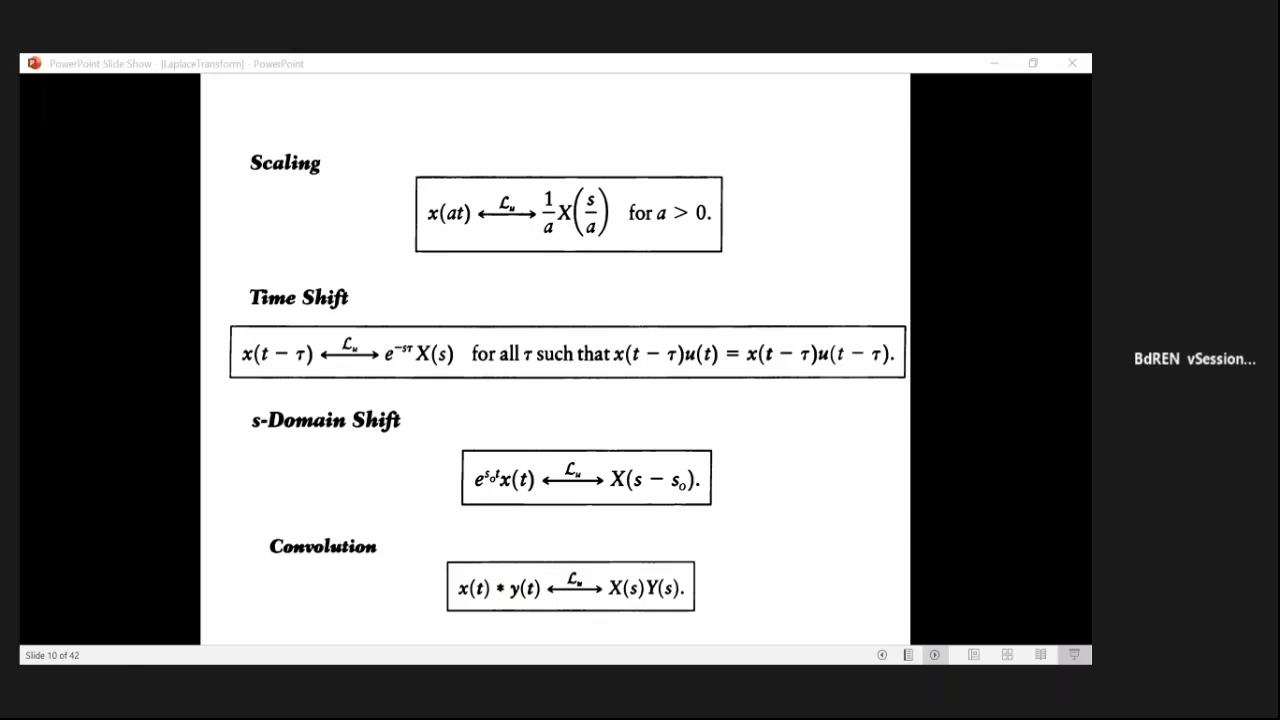 PowerPoint Slide Show - [LaplaceTransform] - PowerPoint
Scaling
x(at) ⟷ᴸᵘ (1/a)X(s/a) for a > 0.
Time Shift
x(t − τ) ⟷ᴸᵘ e^{−sτ} X(s) for all τ such that x(t − τ)u(t) = x(t − τ)u(t − τ).
s-Domain Shift
e^{s₀t}x(t) ⟷ᴸᵘ X(s − s₀).
Convolution
x(t) * y(t) ⟷ᴸᵘ X(s)Y(s).
BdREN vSession...
Slide 10 of 42